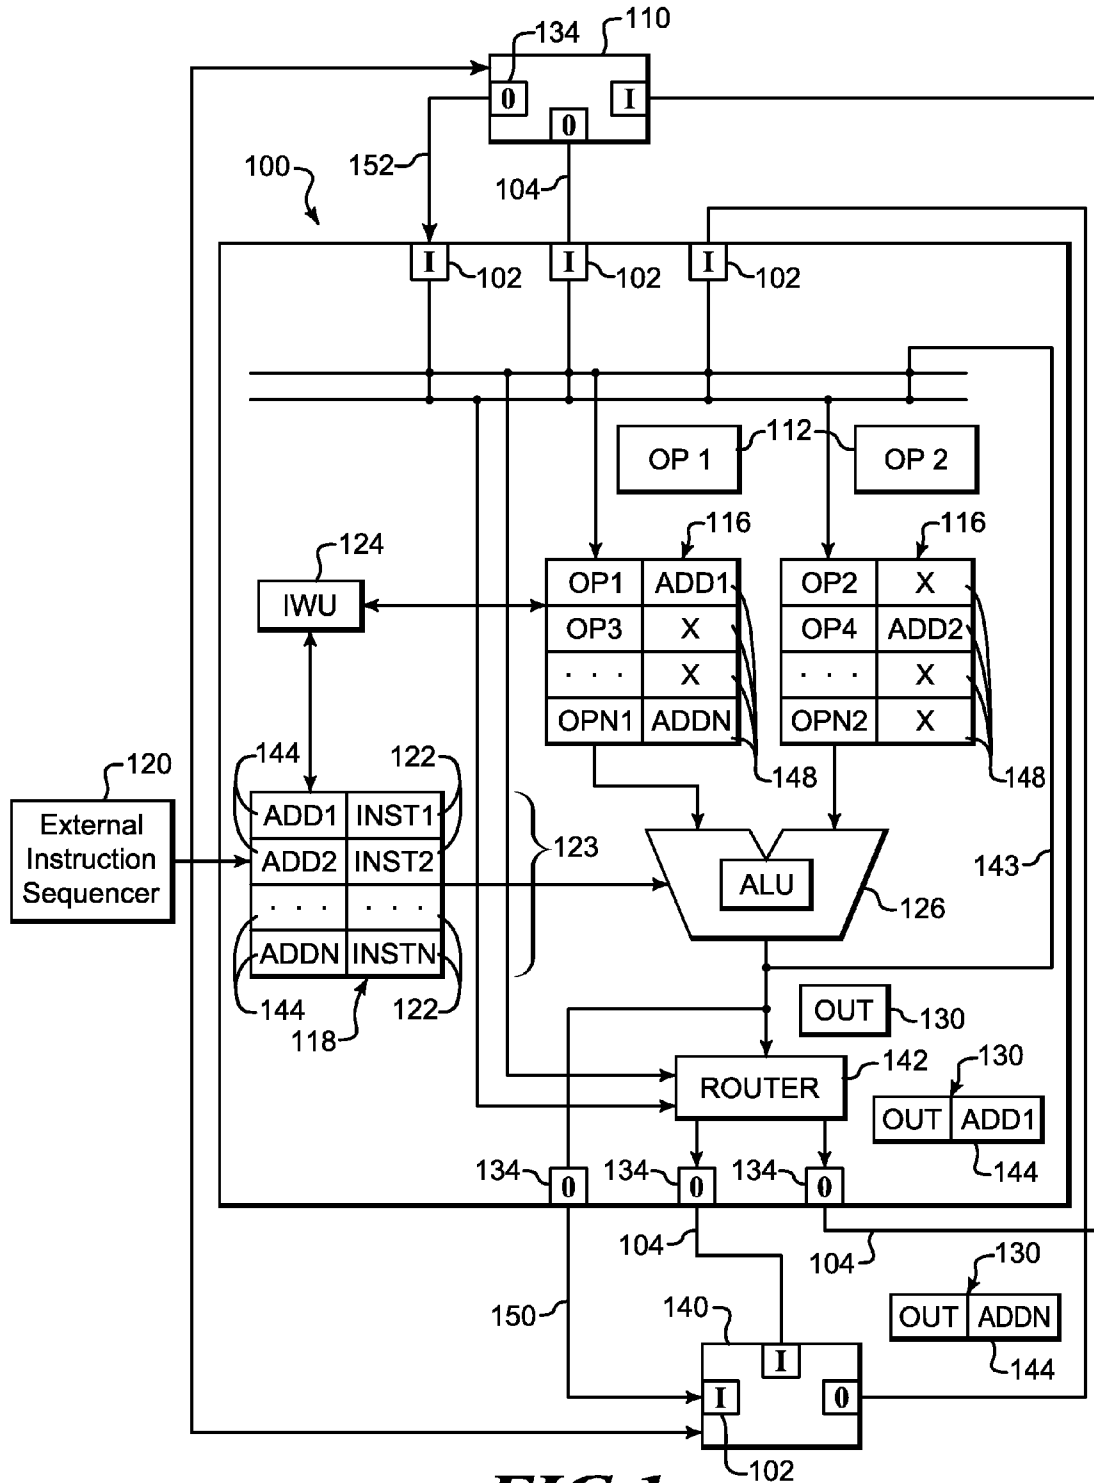 134
110
0
I
0
152
100
104
I
102
I
102
I
102
112
OP 1
OP 2
116
116
124
IWU
OP1 ADD1
OP3 X
. . . X
OPN1 ADDN
OP2 X
OP4 ADD2
. . . X
OPN2 X
148
148
120
144
122
External
Instruction
Sequencer
ADD1 INST1
ADD2 INST2
. . . . . .
ADDN INSTN
123
ALU
143
126
144
122
118
OUT
130
ROUTER
142
130
OUT ADD1
144
134
0
134
0
134
0
104
104
130
150
140
OUT ADDN
144
I
I
0
102